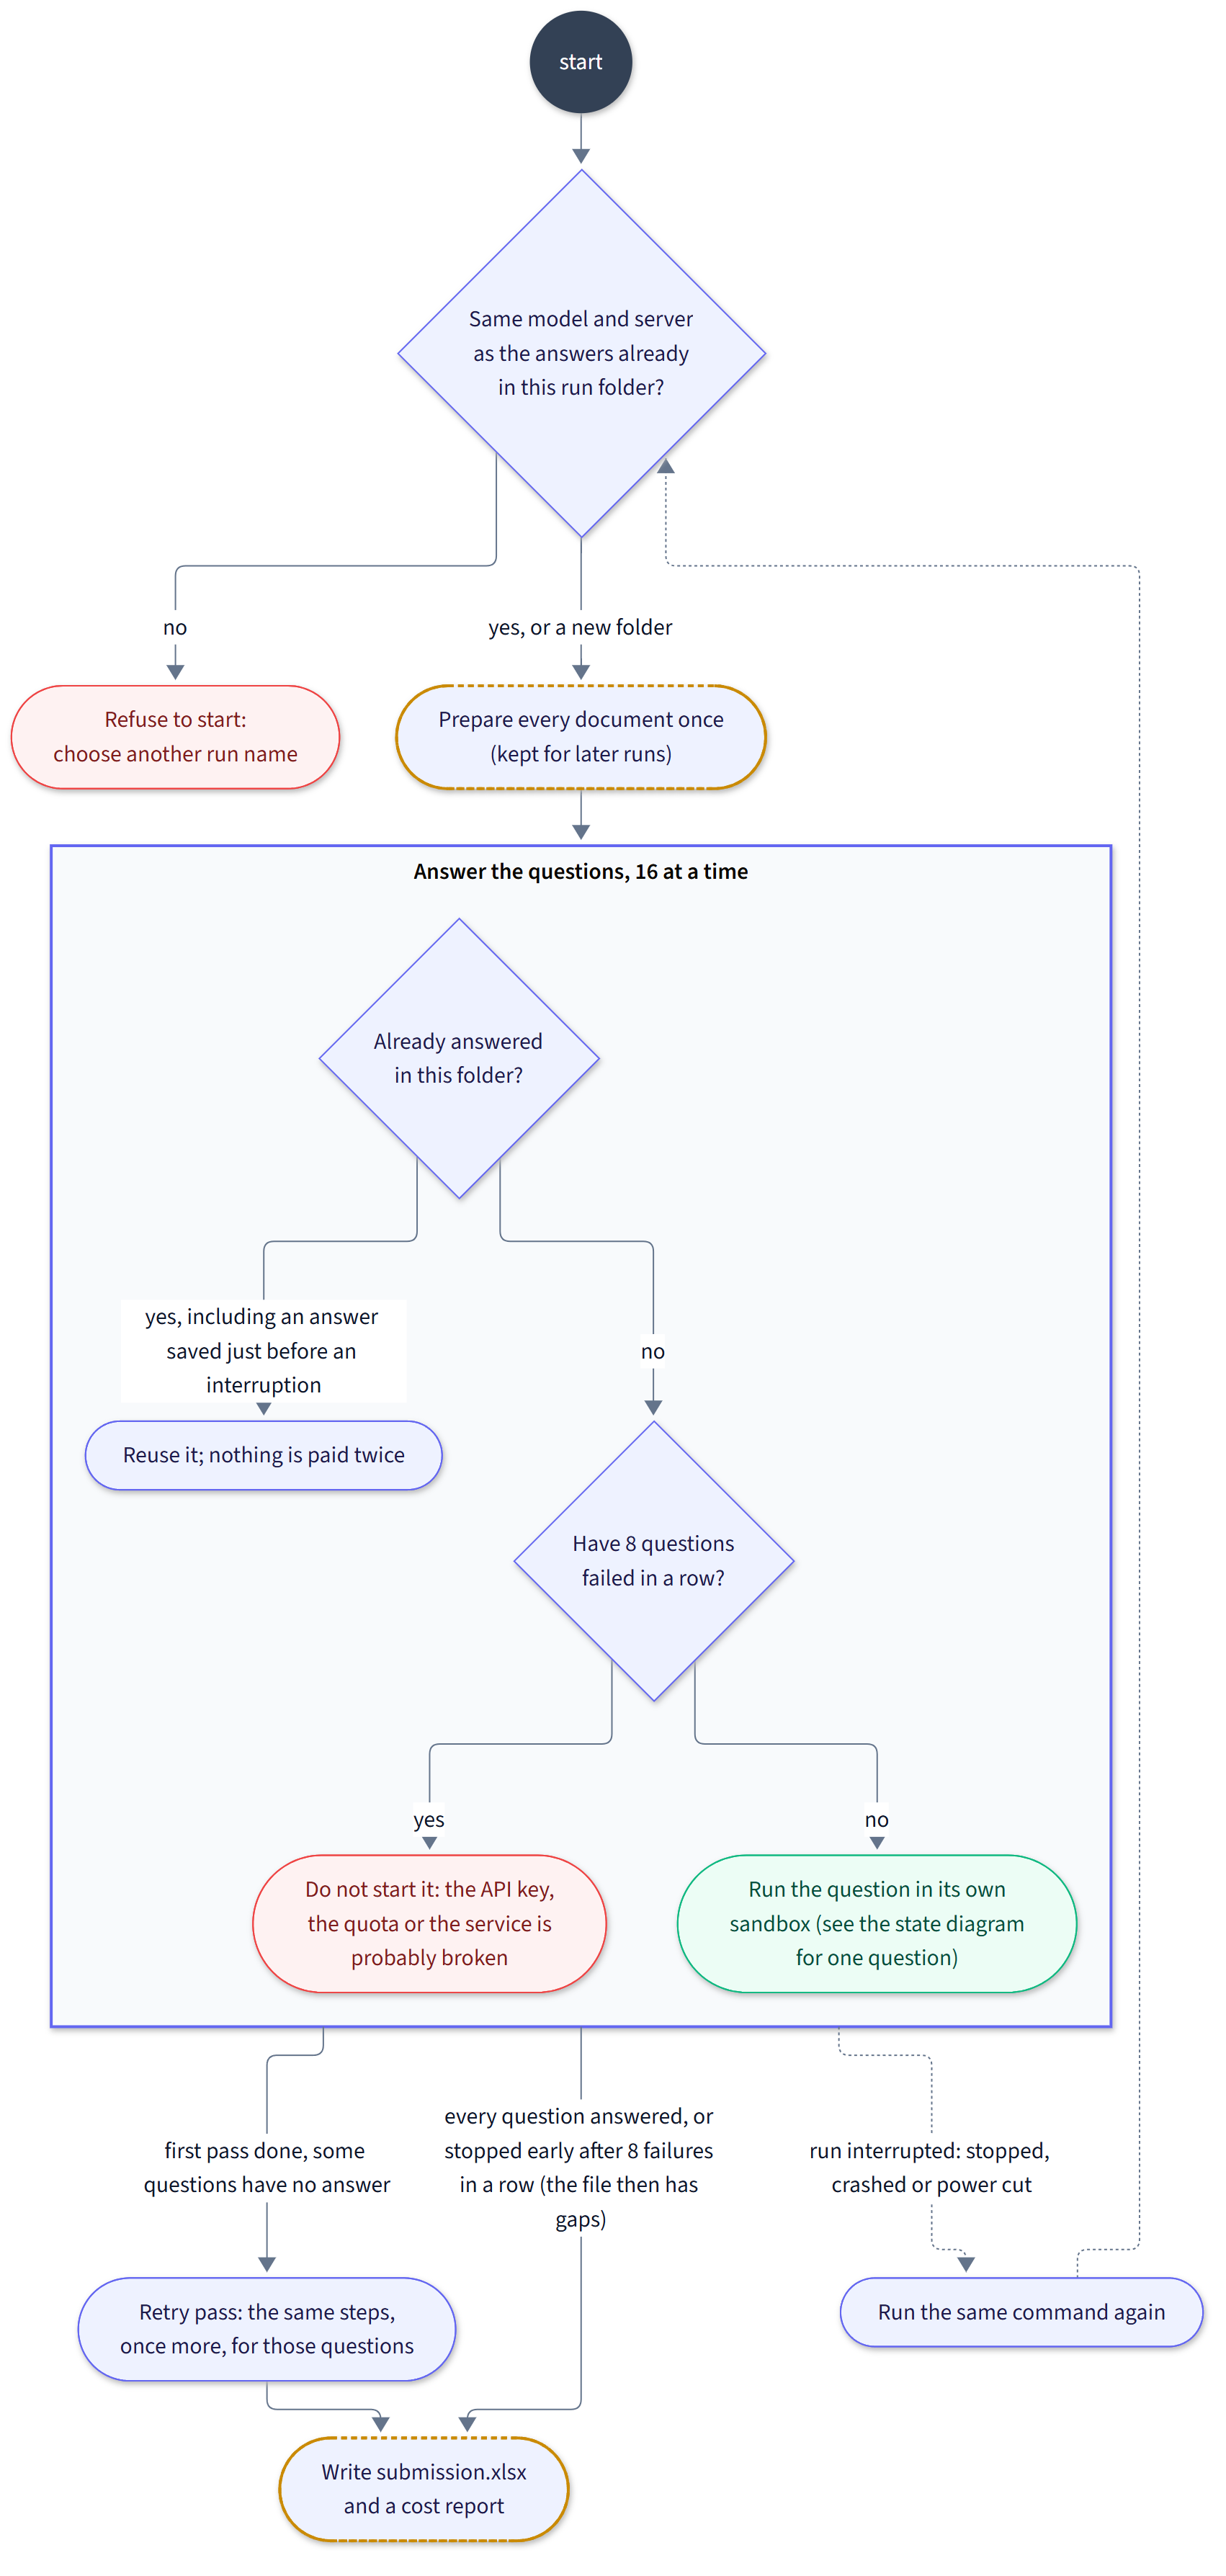 start
Same model and server
as the answers already
in this run folder?
no
yes, or a new folder
Refuse to start:
choose another run name
Prepare every document once
(kept for later runs)
Answer the questions, 16 at a time
Already answered
in this folder?
yes, including an answer
saved just before an
interruption
no
Reuse it; nothing is paid twice
Have 8 questions
failed in a row?
yes
no
Do not start it: the API key,
the quota or the service is
probably broken
Run the question in its own
sandbox (see the state diagram
for one question)
first pass done, some
questions have no answer
every question answered, or
stopped early after 8 failures
in a row (the file then has
gaps)
run interrupted: stopped,
crashed or power cut
Retry pass: the same steps,
once more, for those questions
Run the same command again
Write submission.xlsx
and a cost report